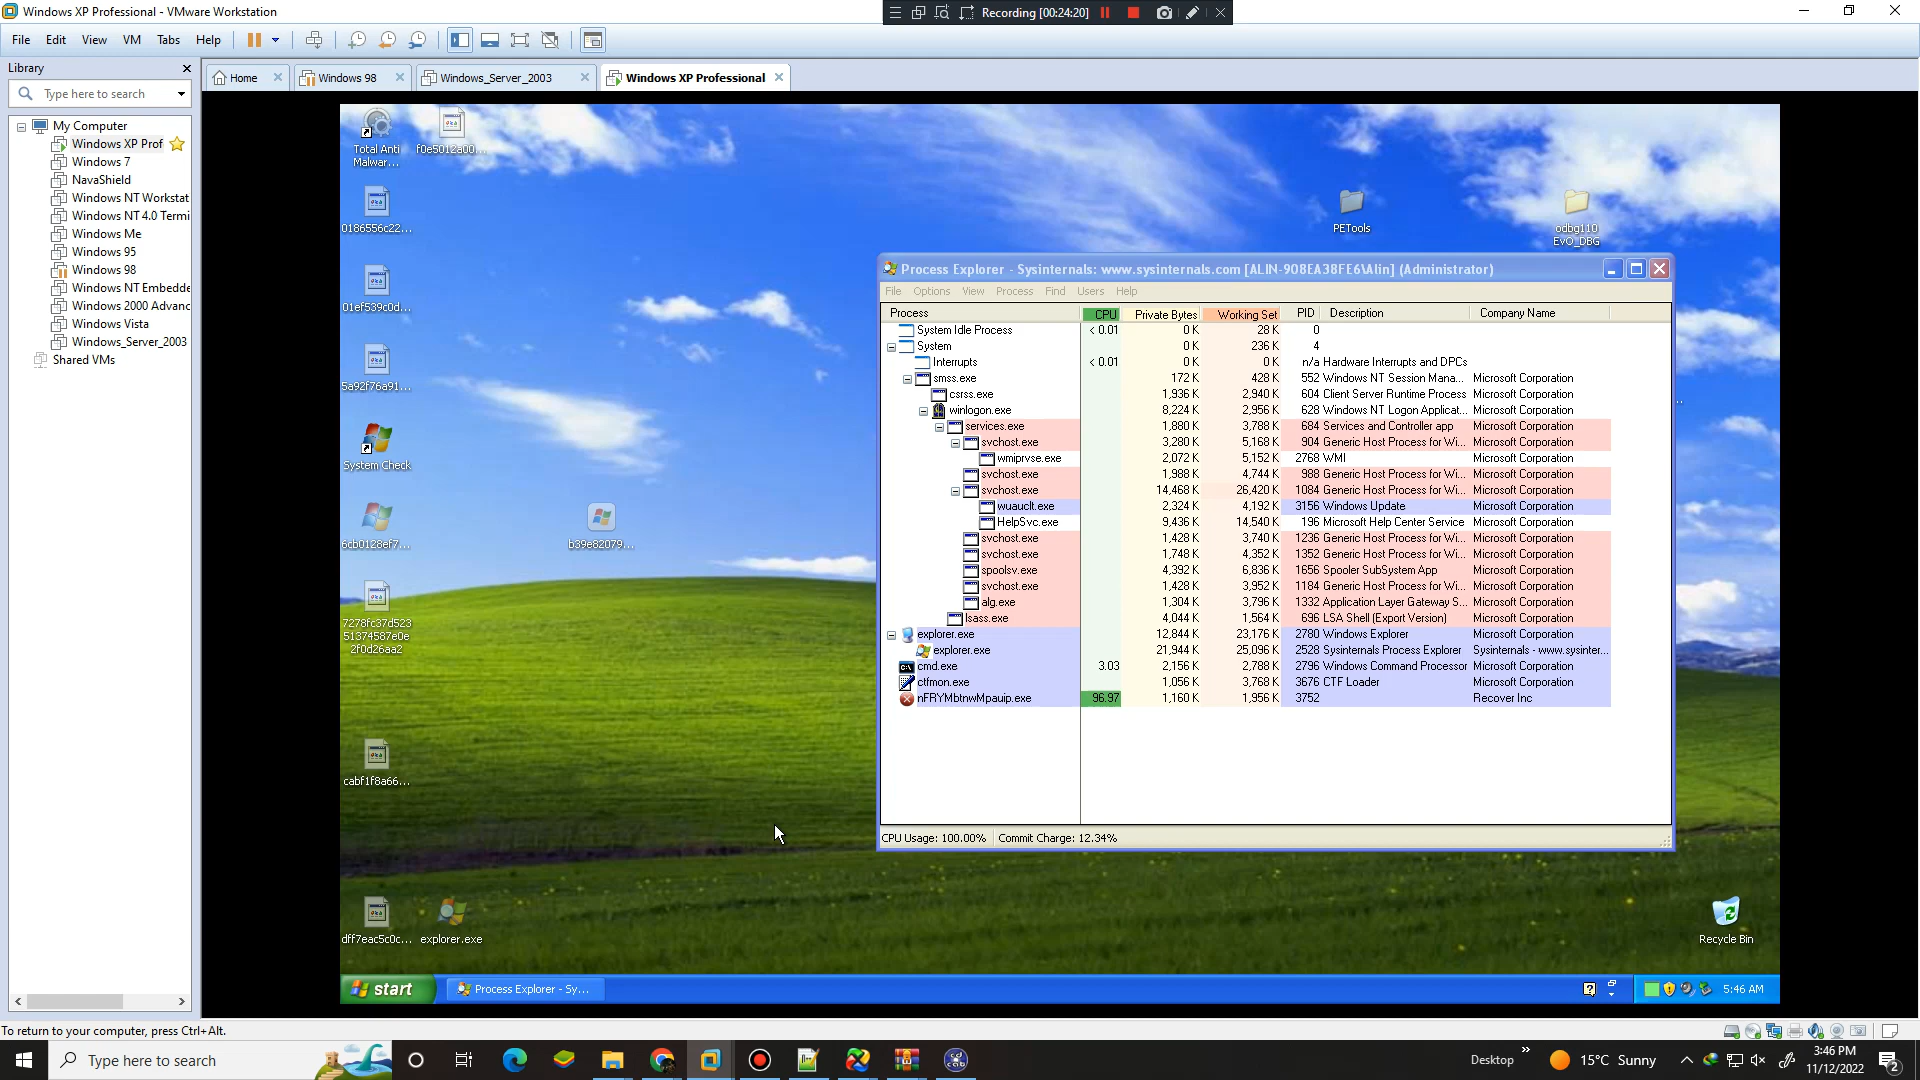 Windows XP Professional - VMware Workstation
Recording [00:24:20]
File Edit View VM Tabs Help
Library
Type here to search
My Computer
Windows XP Prof
Windows 7
NavaShield
Windows NT Workstat
Windows NT 4.0 Termi
Windows Me
Windows 95
Windows 98
Windows NT Embedde
Windows 2000 Advanc
Windows Vista
Windows_Server_2003
Shared VMs
Home
Windows 98
Windows_Server_2003
Windows XP Professional
Total Anti
Malwar...
f0e5012a00...
0186556c22...
01ef539c0d...
5a92f76a91...
System Check
6cb0128ef7...
b39e82079...
7278fc37d523
51374587e0e
2f0d26aa2
cabf1f8a66...
dff7eac5c0c...
explorer.exe
PETools
odbg110
EvO_DBG
Recycle Bin
Process Explorer - Sysinternals: www.sysinternals.com [ALIN-908EA38FE6\Alin] (Administrator)
File Options View Process Find Users Help
Process CPU Private Bytes Working Set PID Description Company Name
System Idle Process < 0.01 0 K 28 K 0
System 0 K 236 K 4
Interrupts < 0.01 0 K 0 K n/a Hardware Interrupts and DPCs
smss.exe 172 K 428 K 552 Windows NT Session Mana... Microsoft Corporation
csrss.exe 1,936 K 2,940 K 604 Client Server Runtime Process Microsoft Corporation
winlogon.exe 8,224 K 2,956 K 628 Windows NT Logon Applicat... Microsoft Corporation
services.exe 1,880 K 3,788 K 684 Services and Controller app Microsoft Corporation
svchost.exe 3,280 K 5,168 K 904 Generic Host Process for Wi... Microsoft Corporation
wmiprvse.exe 2,072 K 5,152 K 2768 WMI Microsoft Corporation
svchost.exe 1,988 K 4,744 K 988 Generic Host Process for Wi... Microsoft Corporation
svchost.exe 14,468 K 26,420 K 1084 Generic Host Process for Wi... Microsoft Corporation
wuauclt.exe 2,324 K 4,192 K 3156 Windows Update Microsoft Corporation
HelpSvc.exe 9,436 K 14,540 K 196 Microsoft Help Center Service Microsoft Corporation
svchost.exe 1,428 K 3,740 K 1236 Generic Host Process for Wi... Microsoft Corporation
svchost.exe 1,748 K 4,352 K 1352 Generic Host Process for Wi... Microsoft Corporation
spoolsv.exe 4,392 K 6,836 K 1656 Spooler SubSystem App Microsoft Corporation
svchost.exe 1,428 K 3,952 K 1184 Generic Host Process for Wi... Microsoft Corporation
alg.exe 1,304 K 3,796 K 1332 Application Layer Gateway S... Microsoft Corporation
lsass.exe 4,044 K 1,564 K 696 LSA Shell (Export Version) Microsoft Corporation
explorer.exe 12,844 K 23,176 K 2780 Windows Explorer Microsoft Corporation
explorer.exe 21,944 K 25,096 K 2528 Sysinternals Process Explorer Sysinternals - www.sysinter...
cmd.exe 3.03 2,156 K 2,788 K 2796 Windows Command Processor Microsoft Corporation
ctfmon.exe 1,056 K 3,768 K 3676 CTF Loader Microsoft Corporation
nFRYMbtnwMpauip.exe 96.97 1,160 K 1,956 K 3752 Recover Inc
CPU Usage: 100.00% Commit Charge: 12.34%
start
Process Explorer - Sy...
5:46 AM
To return to your computer, press Ctrl+Alt.
Type here to search
Desktop
15°C Sunny
3:46 PM
11/12/2022
2